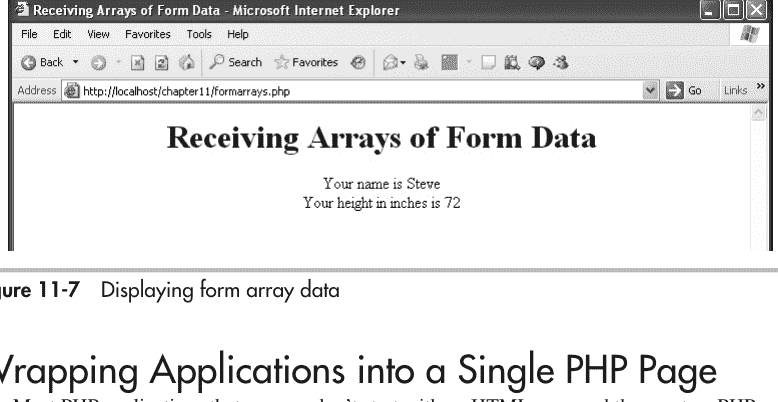 Receiving Arrays of Form Data - Microsoft Internet Explorer
File Edit View Favorites Tools Help
Back Search Favorites
Address http://localhost/chapter11/formarrays.php Go Links »
Receiving Arrays of Form Data
Your name is Steve
Your height in inches is 72
gure 11-7 Displaying form array data
Wrapping Applications into a Single PHP Page